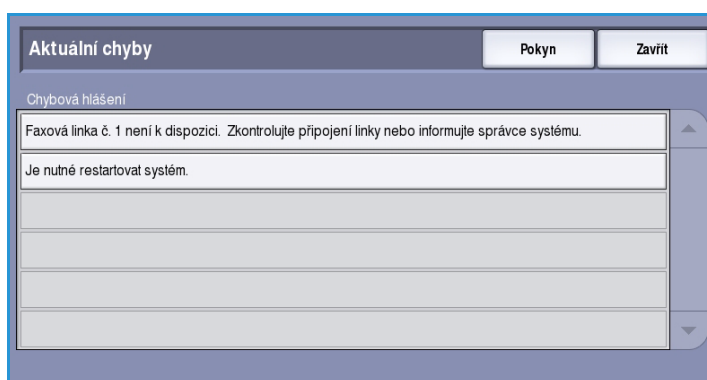 Aktuální chyby
Pokyn
Zavřít
Chybová hlášení
Faxová linka č. 1 není k dispozici. Zkontrolujte připojení linky nebo informujte správce systému.
Je nutné restartovat systém.